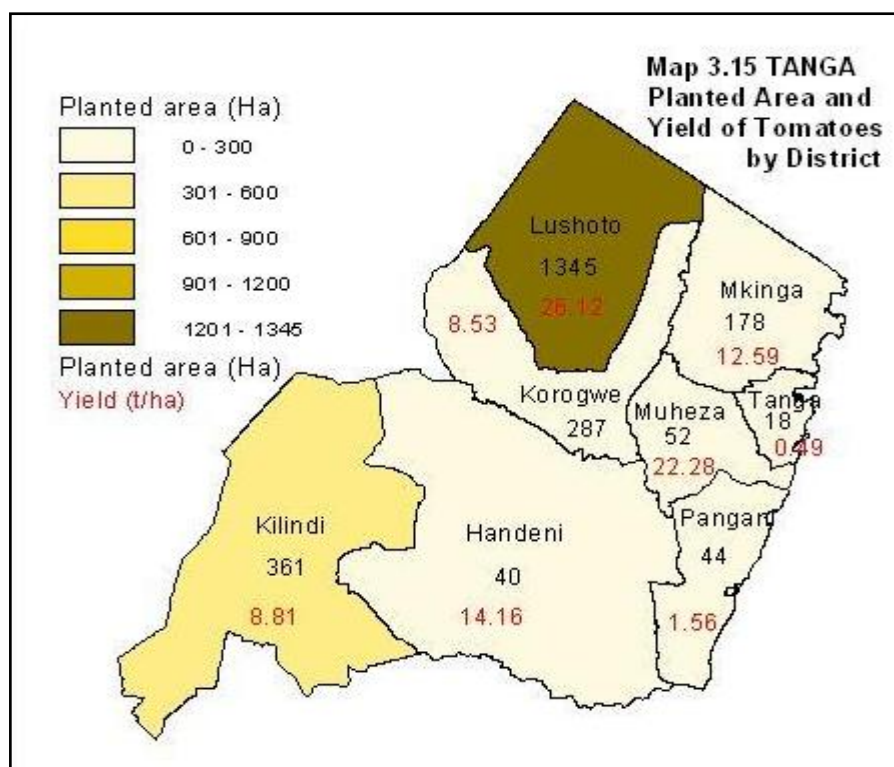 Map 3.15 TANGA
Planted Area and
Yield of Tomatoes
by District
Planted area (Ha)
0 - 300
301 - 600
601 - 900
901 - 1200
1201 - 1345
Planted area (Ha)
Yield (t/ha)
Lushoto
1345
26.12
Mkinga
178
12.59
8.53
Korogwe
287
Muheza
52
22.28
Tanga
18
0.49
Pangani
44
1.56
Kilindi
361
8.81
Handeni
40
14.16